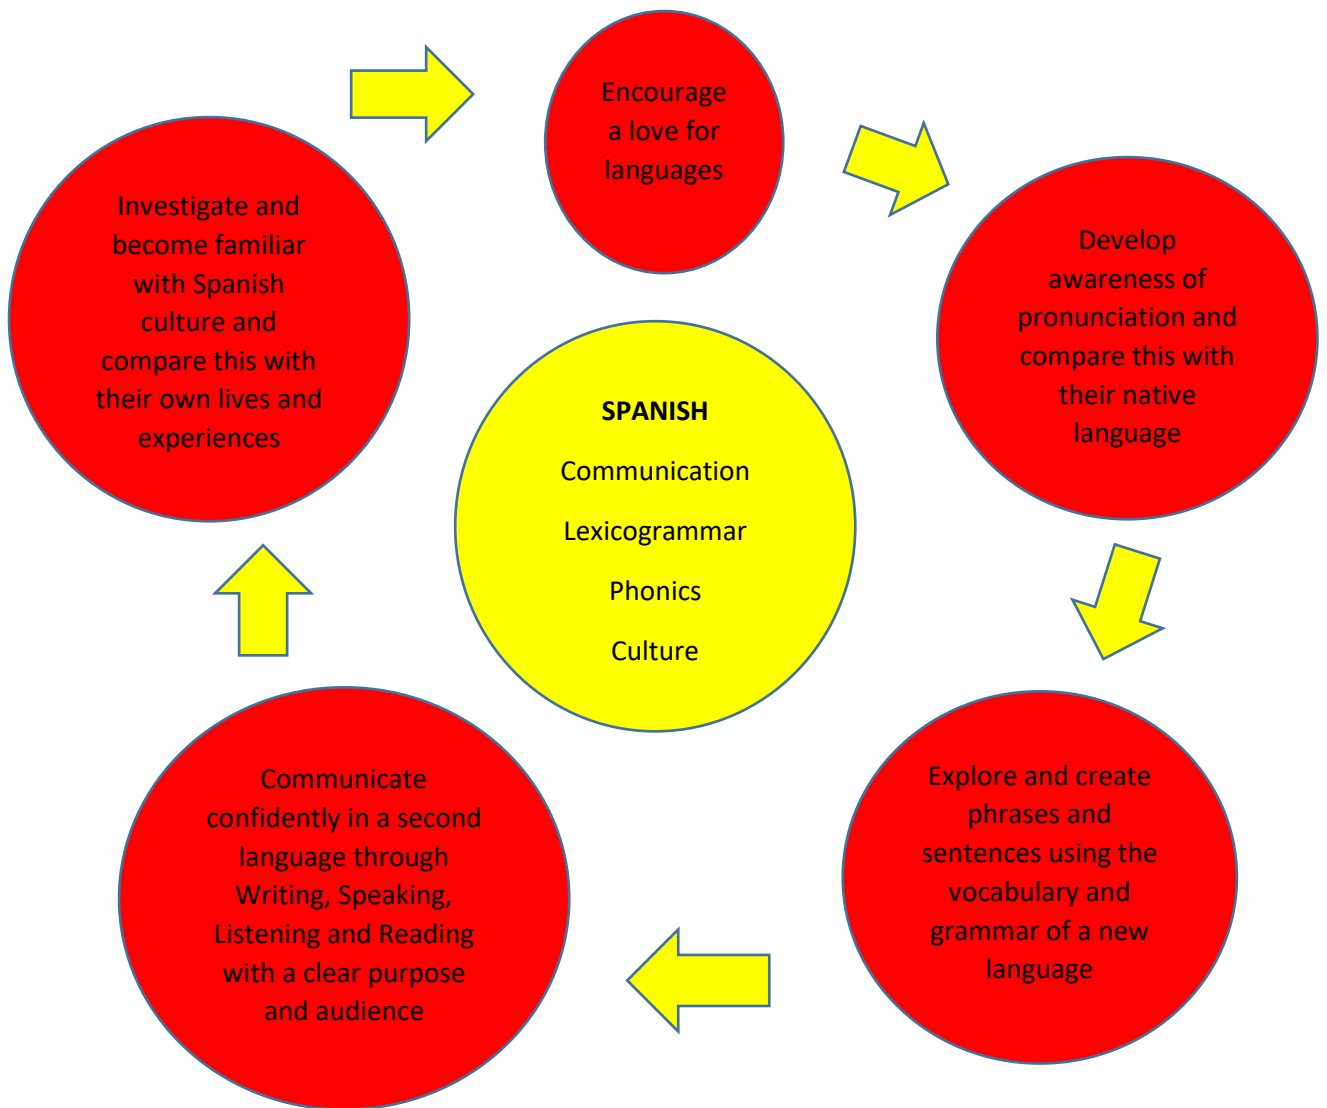 Encourage
a love for
languages
Develop
awareness of
pronunciation and
compare this with
their native
language
Explore and create
phrases and
sentences using the
vocabulary and
grammar of a new
language
Communicate
confidently in a second
language through
Writing, Speaking,
Listening and Reading
with a clear purpose
and audience
Investigate and
become familiar
with Spanish
culture and
compare this with
their own lives and
experiences
SPANISH
Communication
Lexicogrammar
Phonics
Culture